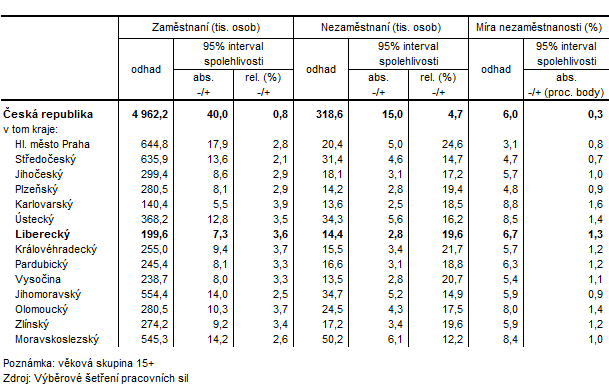 Zaměstnaní (tis. osob) Nezaměstnaní (tis. osob) Míra nezaměstnanosti (%)
odhad 95% interval spolehlivosti odhad 95% interval spolehlivosti odhad 95% interval spolehlivosti
abs. -/+ rel. (%) -/+ abs. -/+ rel. (%) -/+ abs. -/+ (proc. body)
Česká republika 4 962,2 40,0 0,8 318,6 15,0 4,7 6,0 0,3
v tom kraje:
Hl. město Praha 644,8 17,9 2,8 20,4 5,0 24,6 3,1 0,8
Středočeský 635,9 13,6 2,1 31,4 4,6 14,7 4,7 0,7
Jihočeský 299,4 8,6 2,9 18,1 3,1 17,2 5,7 1,0
Plzeňský 280,5 8,1 2,9 14,2 2,8 19,4 4,8 0,9
Karlovarský 140,4 5,5 3,9 13,6 2,5 18,5 8,8 1,6
Ústecký 368,2 12,8 3,5 34,3 5,6 16,2 8,5 1,4
Liberecký 199,6 7,3 3,6 14,4 2,8 19,6 6,7 1,3
Královéhradecký 255,0 9,4 3,7 15,5 3,4 21,7 5,7 1,2
Pardubický 245,4 8,1 3,3 16,6 3,1 18,8 6,3 1,2
Vysočina 238,7 8,0 3,3 13,5 2,8 20,7 5,4 1,1
Jihomoravský 554,4 14,0 2,5 34,7 5,2 14,9 5,9 0,9
Olomoucký 280,5 10,3 3,7 24,5 4,3 17,5 8,0 1,4
Zlínský 274,2 9,2 3,4 17,2 3,4 19,6 5,9 1,2
Moravskoslezský 545,3 14,2 2,6 50,2 6,1 12,2 8,4 1,0
Poznámka: věková skupina 15+
Zdroj: Výběrové šetření pracovních sil